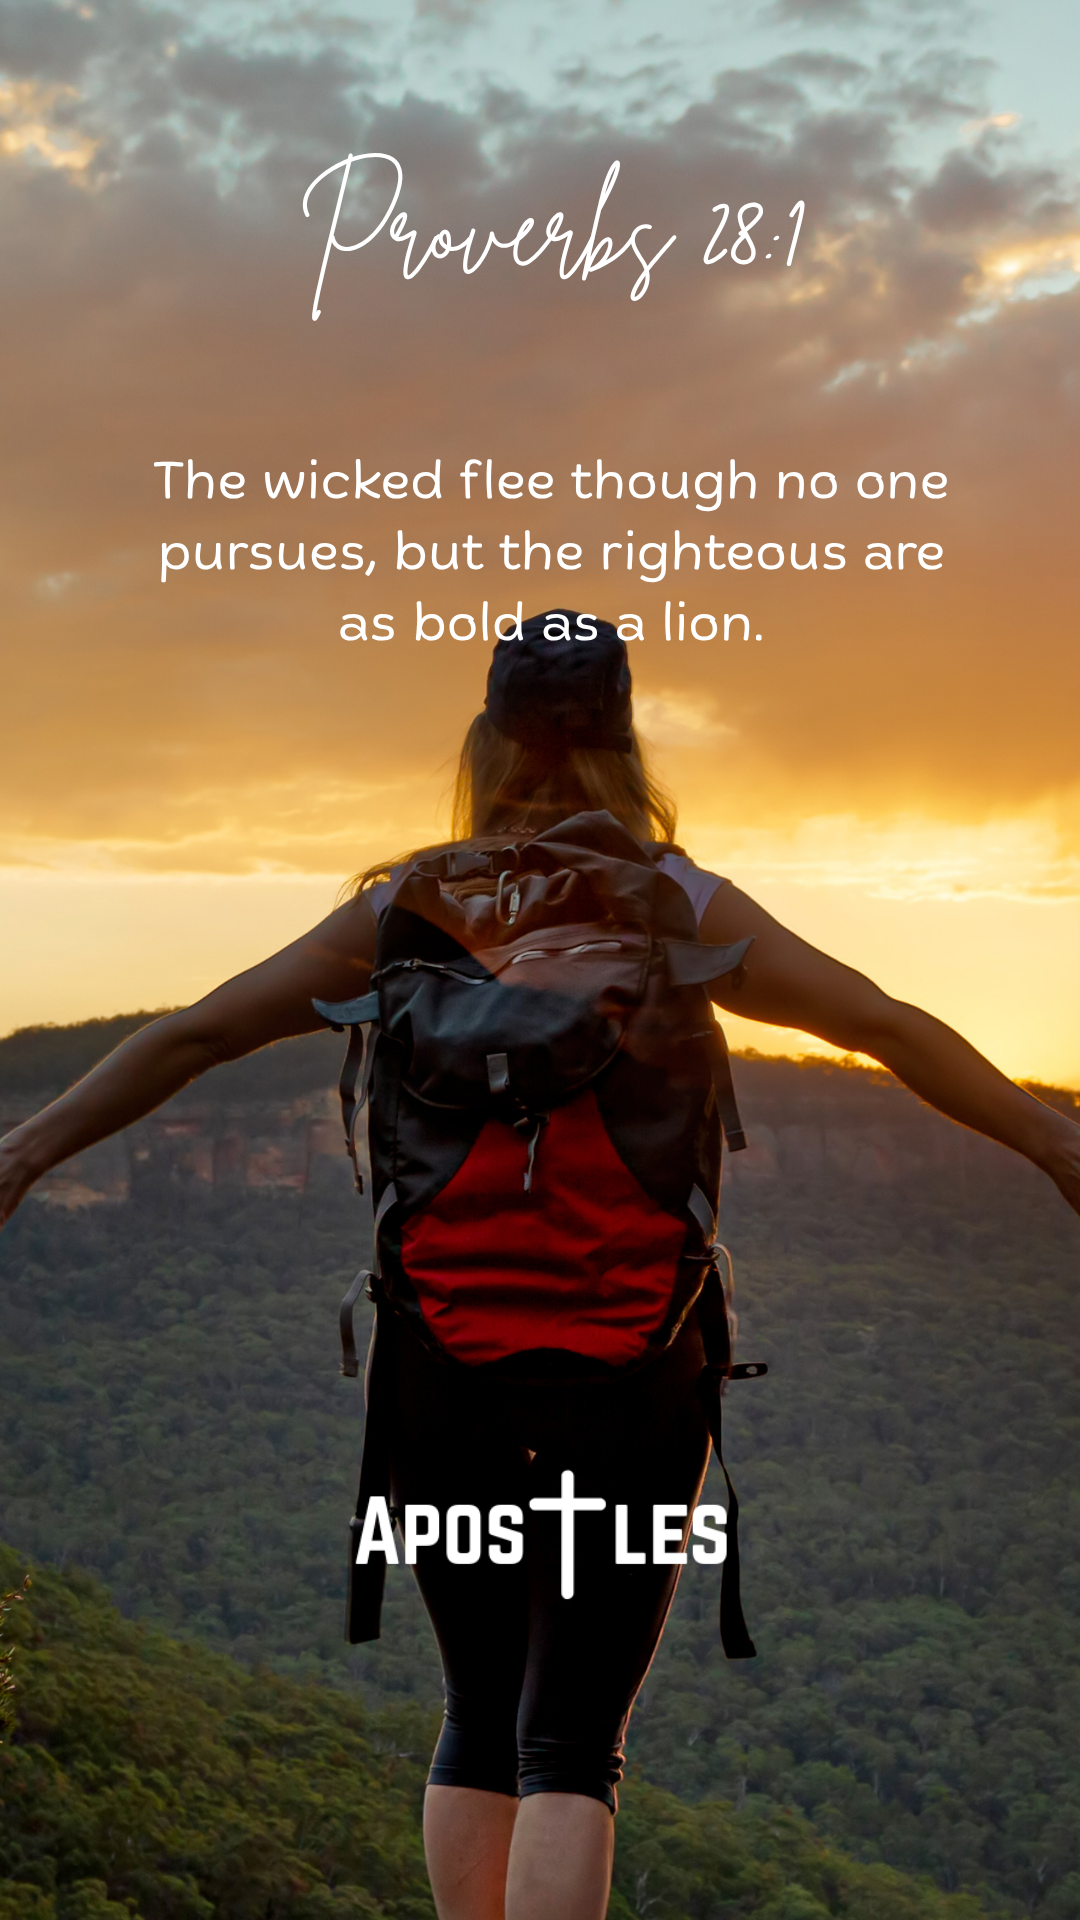 Proverbs 28:1
The wicked flee though no one
pursues, but the righteous are
as bold as a lion.
APOSTLES